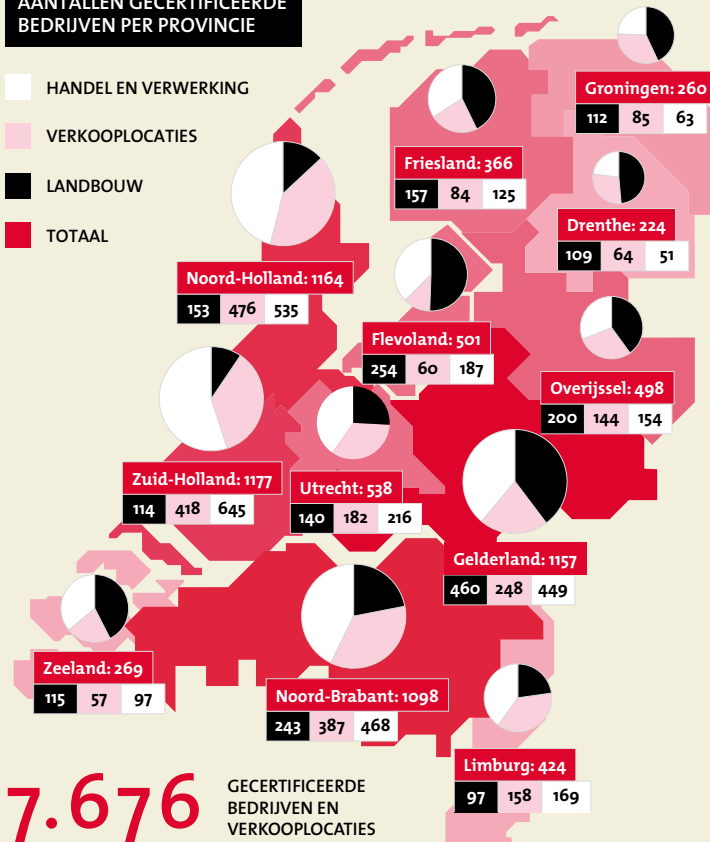 AANTALLEN GECERTIFICEERDE
BEDRIJVEN PER PROVINCIE
HANDEL EN VERWERKING
VERKOOPLOCATIES
LANDBOUW
TOTAAL
Groningen: 260
112 85 63
Friesland: 366
157 84 125
Drenthe: 224
109 64 51
Noord-Holland: 1164
153 476 535
Flevoland: 501
254 60 187
Overijssel: 498
200 144 154
Zuid-Holland: 1177
114 418 645
Utrecht: 538
140 182 216
Gelderland: 1157
460 248 449
Zeeland: 269
115 57 97
Noord-Brabant: 1098
243 387 468
Limburg: 424
97 158 169
7.676
GECERTIFICEERDE
BEDRIJVEN EN
VERKOOPLOCATIES